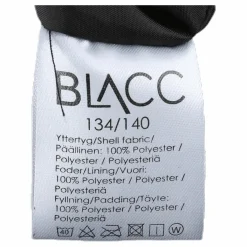 BLACC
134/140
Yttertyg/Shell fabric/
Päällinen: 100% Polyester /
Polyester / Polyesteriä
Foder/Lining/Vuori:
100% Polyester /
Polyester / Polyesteriä
Fyllning/Padding/Täyte:
100% Polyester /
Polyester / Polyesteriä
40
W